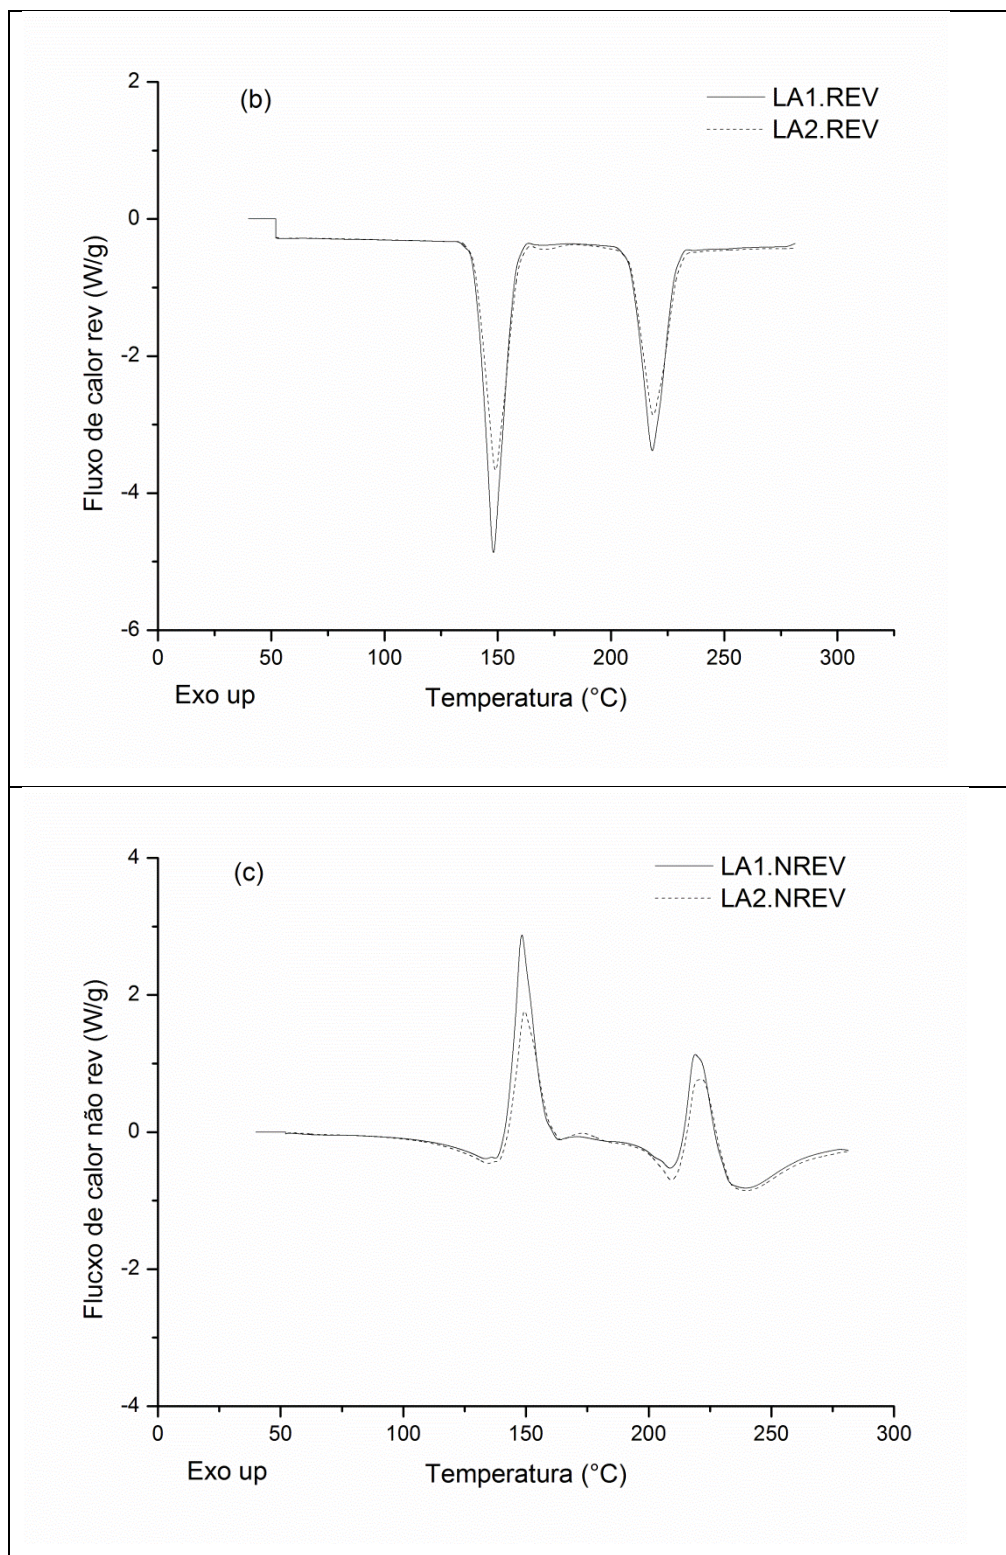 (b)
LA1.REV
LA2.REV
Fluxo de calor rev (W/g)
2
0
-2
-4
-6
0 50 100 150 200 250 300
Exo up
Temperatura (°C)
(c)
LA1.NREV
LA2.NREV
Flucxo de calor não rev (W/g)
4
2
0
-2
-4
0 50 100 150 200 250 300
Exo up
Temperatura (°C)